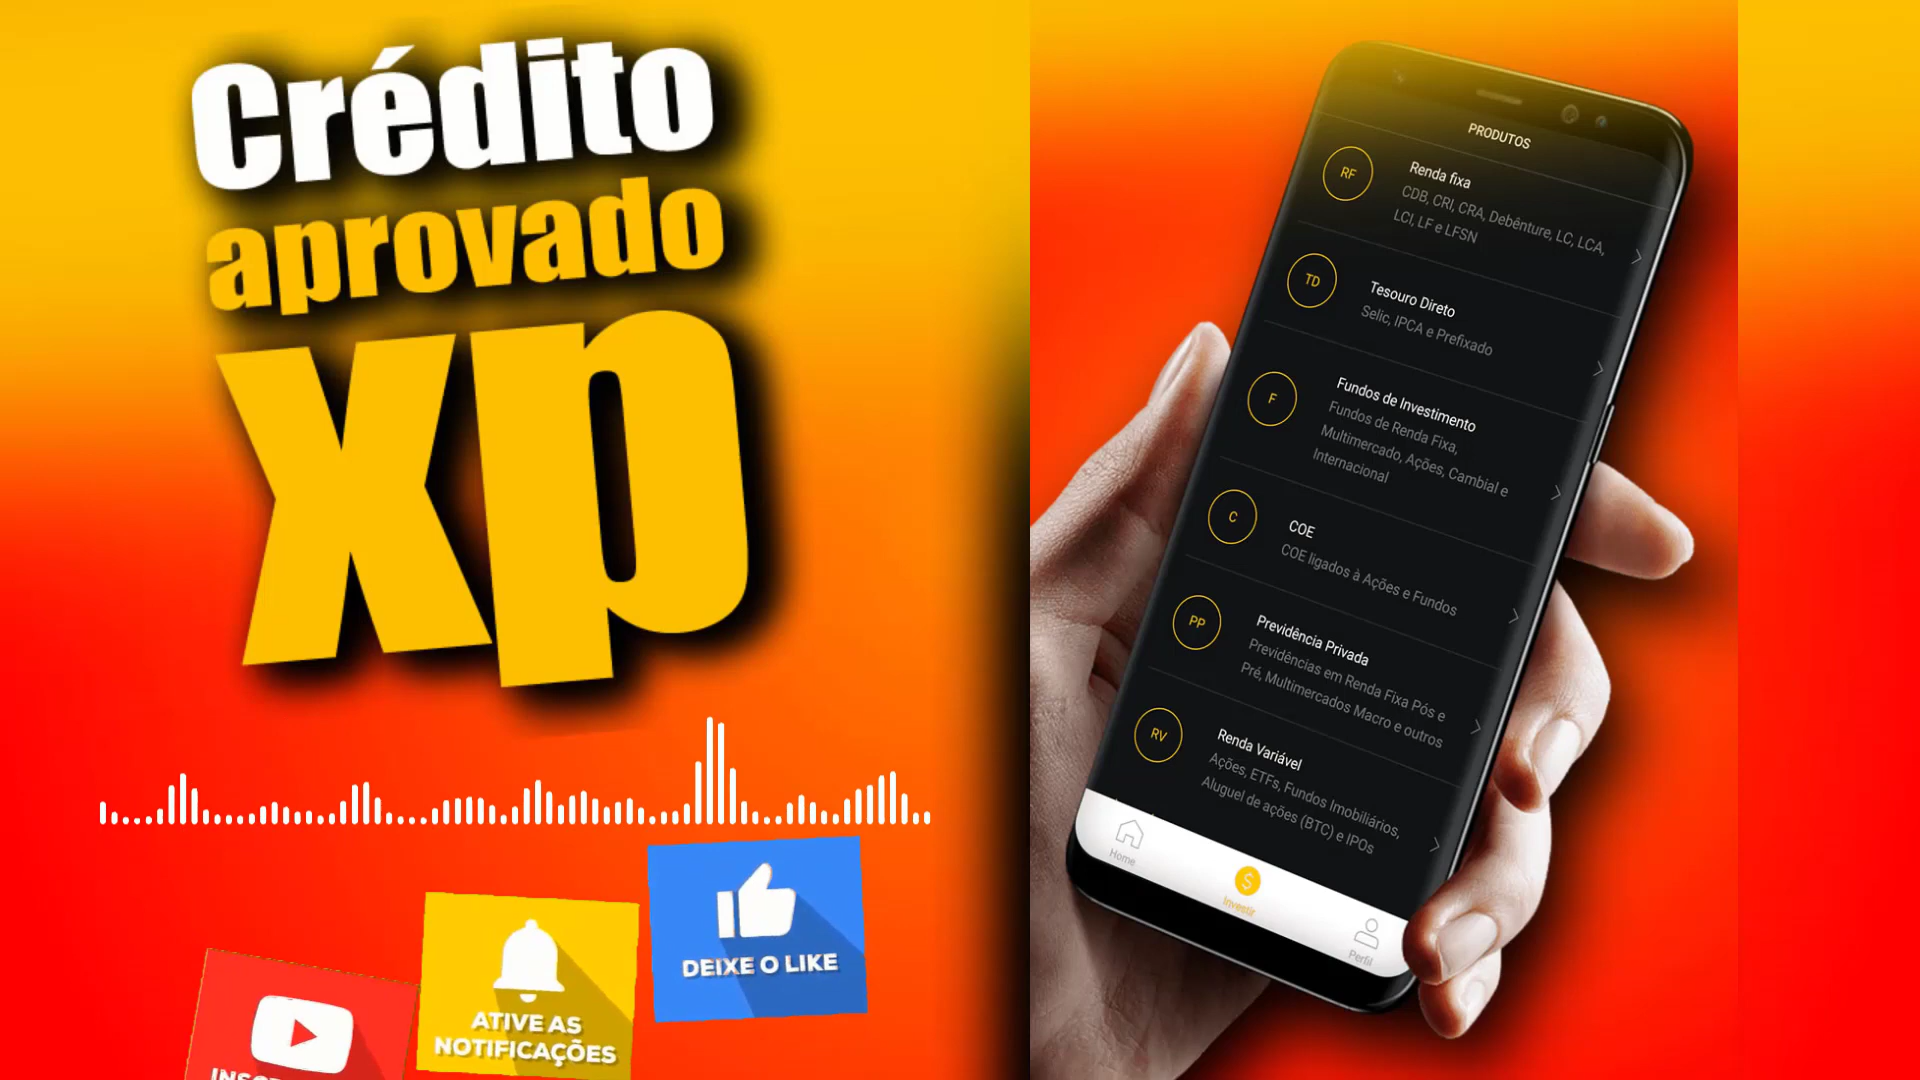 Crédito
aprovado
xp
DEIXE O LIKE
ATIVE AS
NOTIFICAÇÕES
PRODUTOS
RF
Renda fixa
CDB, CRI, CRA, Debênture, LC, LCA,
LCI, LF e LFSN
TD
Tesouro Direto
Selic, IPCA e Prefixado
F
Fundos de Investimento
Fundos de Renda Fixa,
Multimercado, Ações, Cambial e
Internacional
C
COE
COE ligados à Ações e Fundos
PP
Previdência Privada
Previdências em Renda Fixa Pós e
Pré, Multimercados Macro e outros
RV
Renda Variável
Ações, ETFs, Fundos Imobiliários,
Aluguel de ações (BTC) e IPOs
Home
Investir
Perfil